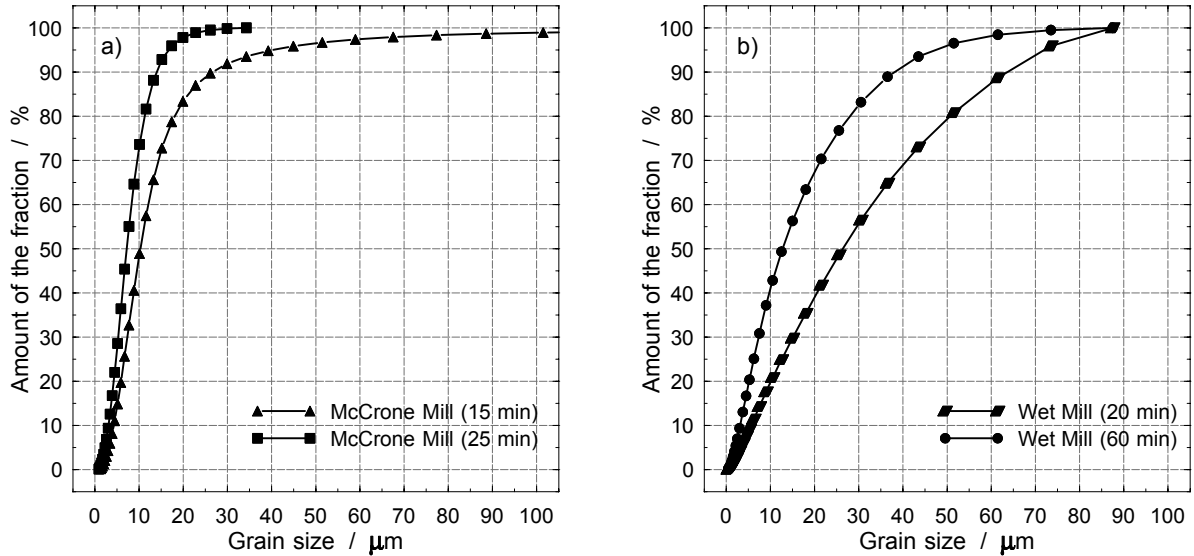 a)
Amount of the fraction / %
100
90
80
70
60
50
40
30
20
10
0
McCrone Mill (15 min)
McCrone Mill (25 min)
0 10 20 30 40 50 60 70 80 90 100
Grain size / μm
b)
Amount of the fraction / %
100
90
80
70
60
50
40
30
20
10
0
Wet Mill (20 min)
Wet Mill (60 min)
0 10 20 30 40 50 60 70 80 90 100
Grain size / μm